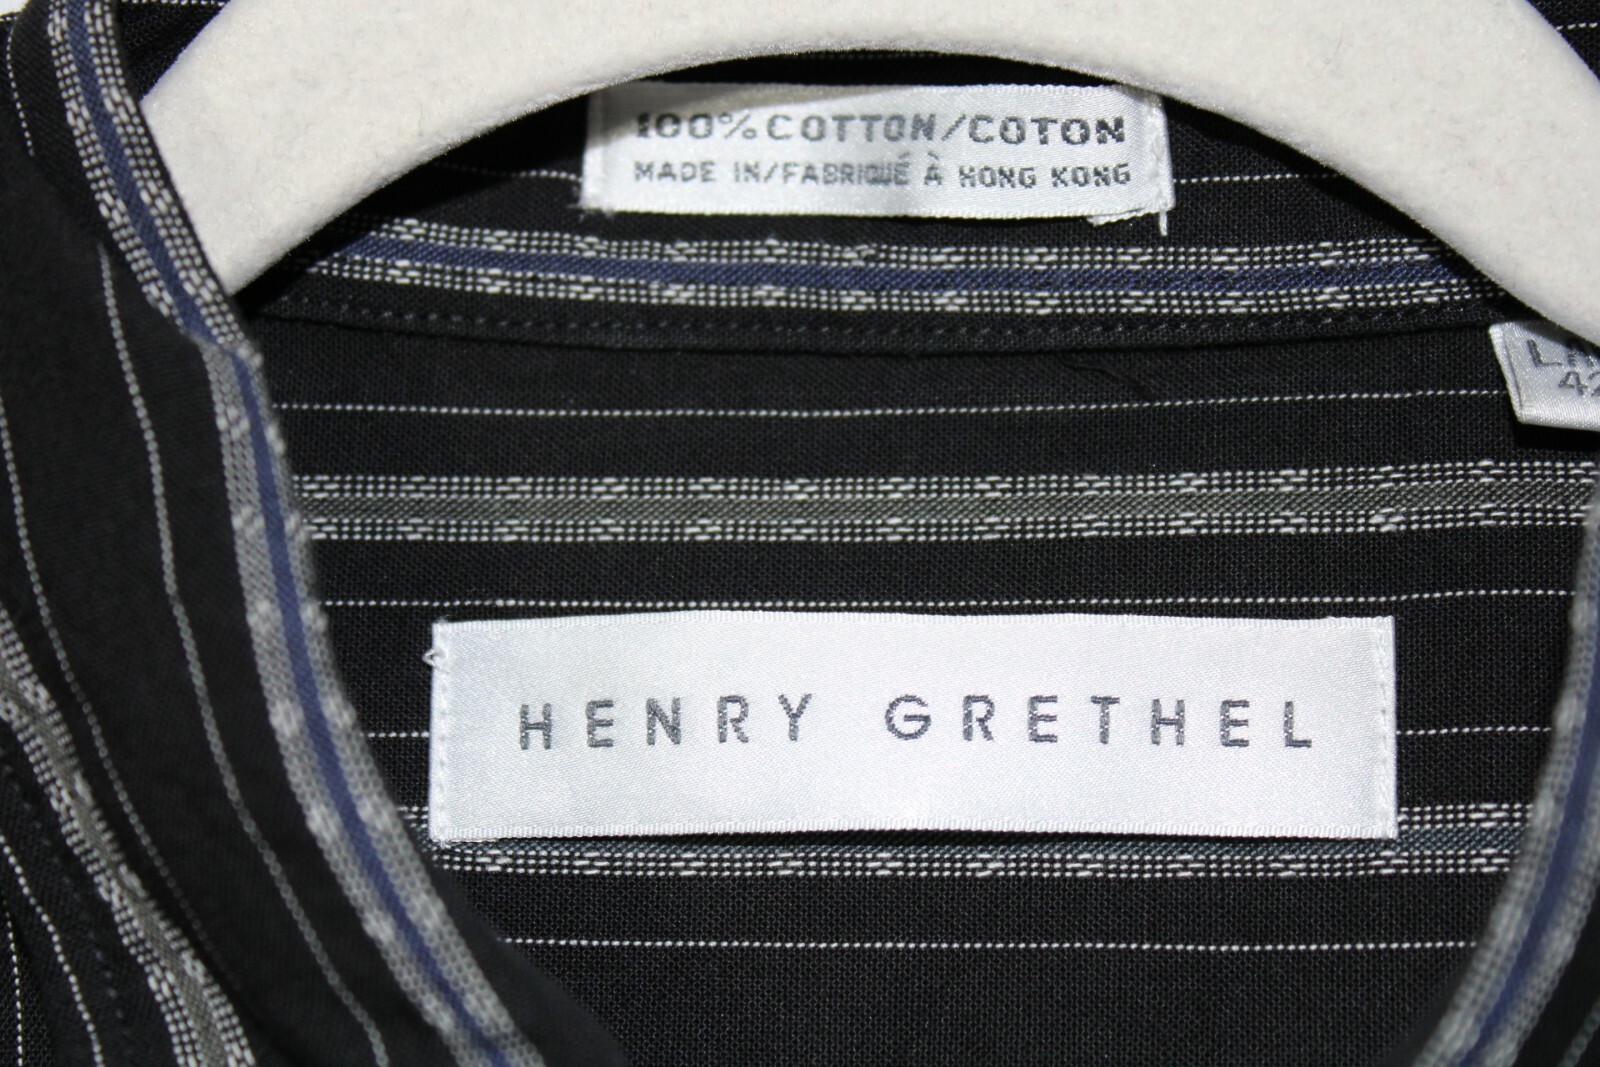 100% COTTON/COTON
MADE IN/FABRIQUÉ À HONG KONG
HENRY GRETHEL